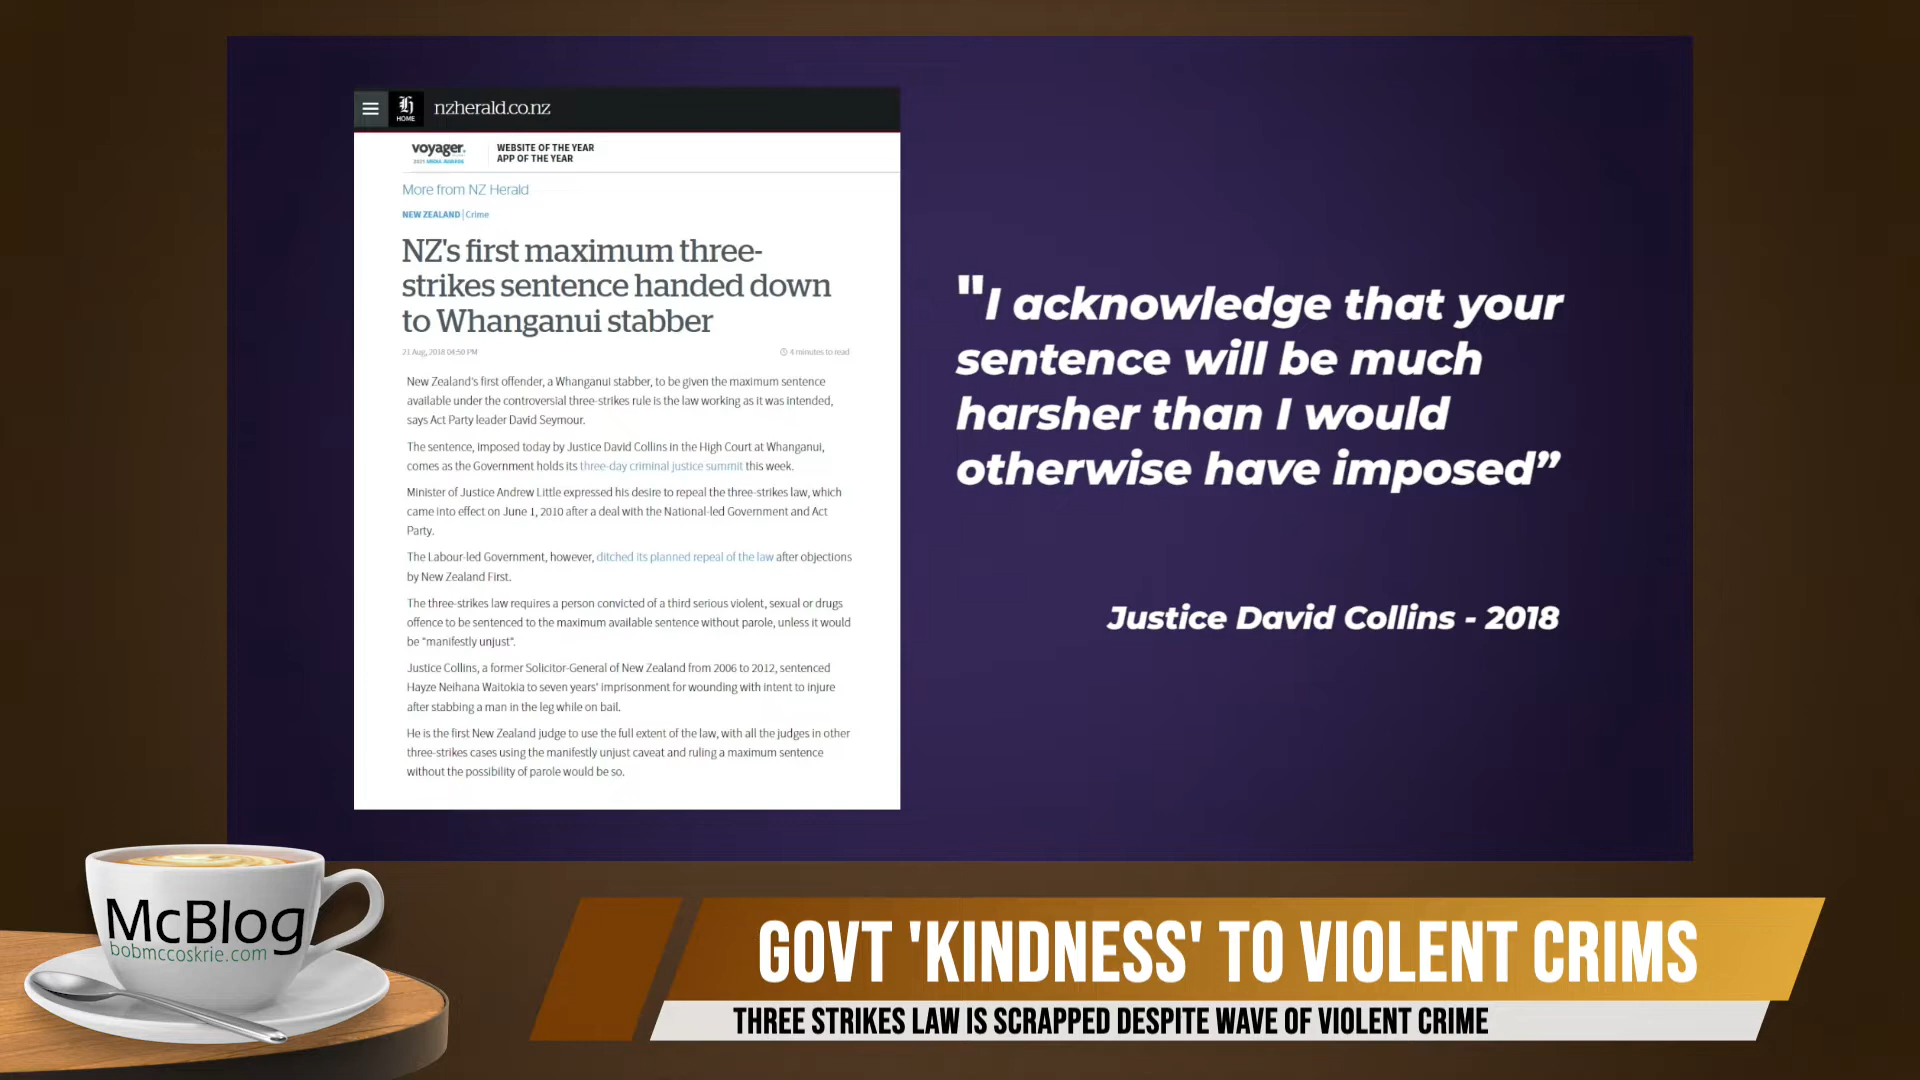 HOME
nzherald.co.nz
voyager.
2021 MEDIA AWARDS
WEBSITE OF THE YEAR
APP OF THE YEAR
More from NZ Herald
NEW ZEALAND | Crime
NZ's first maximum three-
strikes sentence handed down
to Whanganui stabber
21 Aug, 2018 04:50 PM
4 minutes to read
New Zealand's first offender, a Whanganui stabber, to be given the maximum sentence
available under the controversial three-strikes rule is the law working as it was intended,
says Act Party leader David Seymour.
The sentence, imposed today by Justice David Collins in the High Court at Whanganui,
comes as the Government holds its three-day criminal justice summit this week.
Minister of Justice Andrew Little expressed his desire to repeal the three-strikes law, which
came into effect on June 1, 2010 after a deal with the National-led Government and Act
Party.
The Labour-led Government, however, ditched its planned repeal of the law after objections
by New Zealand First.
The three-strikes law requires a person convicted of a third serious violent, sexual or drugs
offence to be sentenced to the maximum available sentence without parole, unless it would
be "manifestly unjust".
Justice Collins, a former Solicitor-General of New Zealand from 2006 to 2012, sentenced
Hayze Neihana Waitokia to seven years' imprisonment for wounding with intent to injure
after stabbing a man in the leg while on bail.
He is the first New Zealand judge to use the full extent of the law, with all the judges in other
three-strikes cases using the manifestly unjust caveat and ruling a maximum sentence
without the possibility of parole would be so.
"I acknowledge that your
sentence will be much
harsher than I would
otherwise have imposed”
Justice David Collins - 2018
McBlog
bobmccoskrie.com
GOVT 'KINDNESS' TO VIOLENT CRIMS
THREE STRIKES LAW IS SCRAPPED DESPITE WAVE OF VIOLENT CRIME